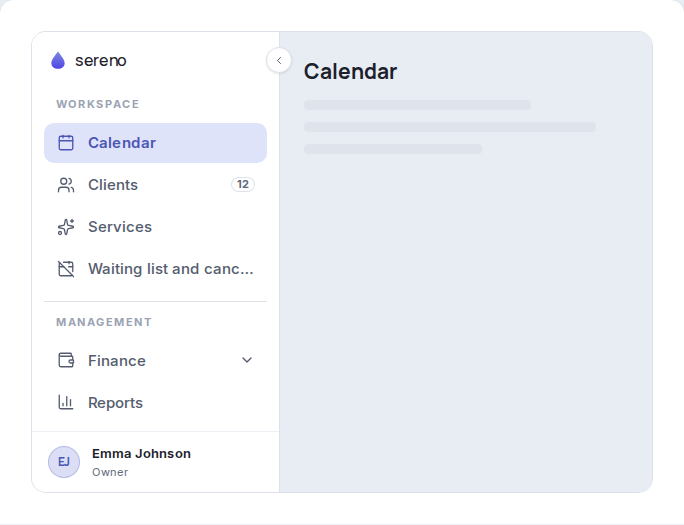 sereno
WORKSPACE
Calendar
Clients
12
Services
Waiting list and canc...
MANAGEMENT
Finance
Reports
EJ
Emma Johnson
Owner
Calendar